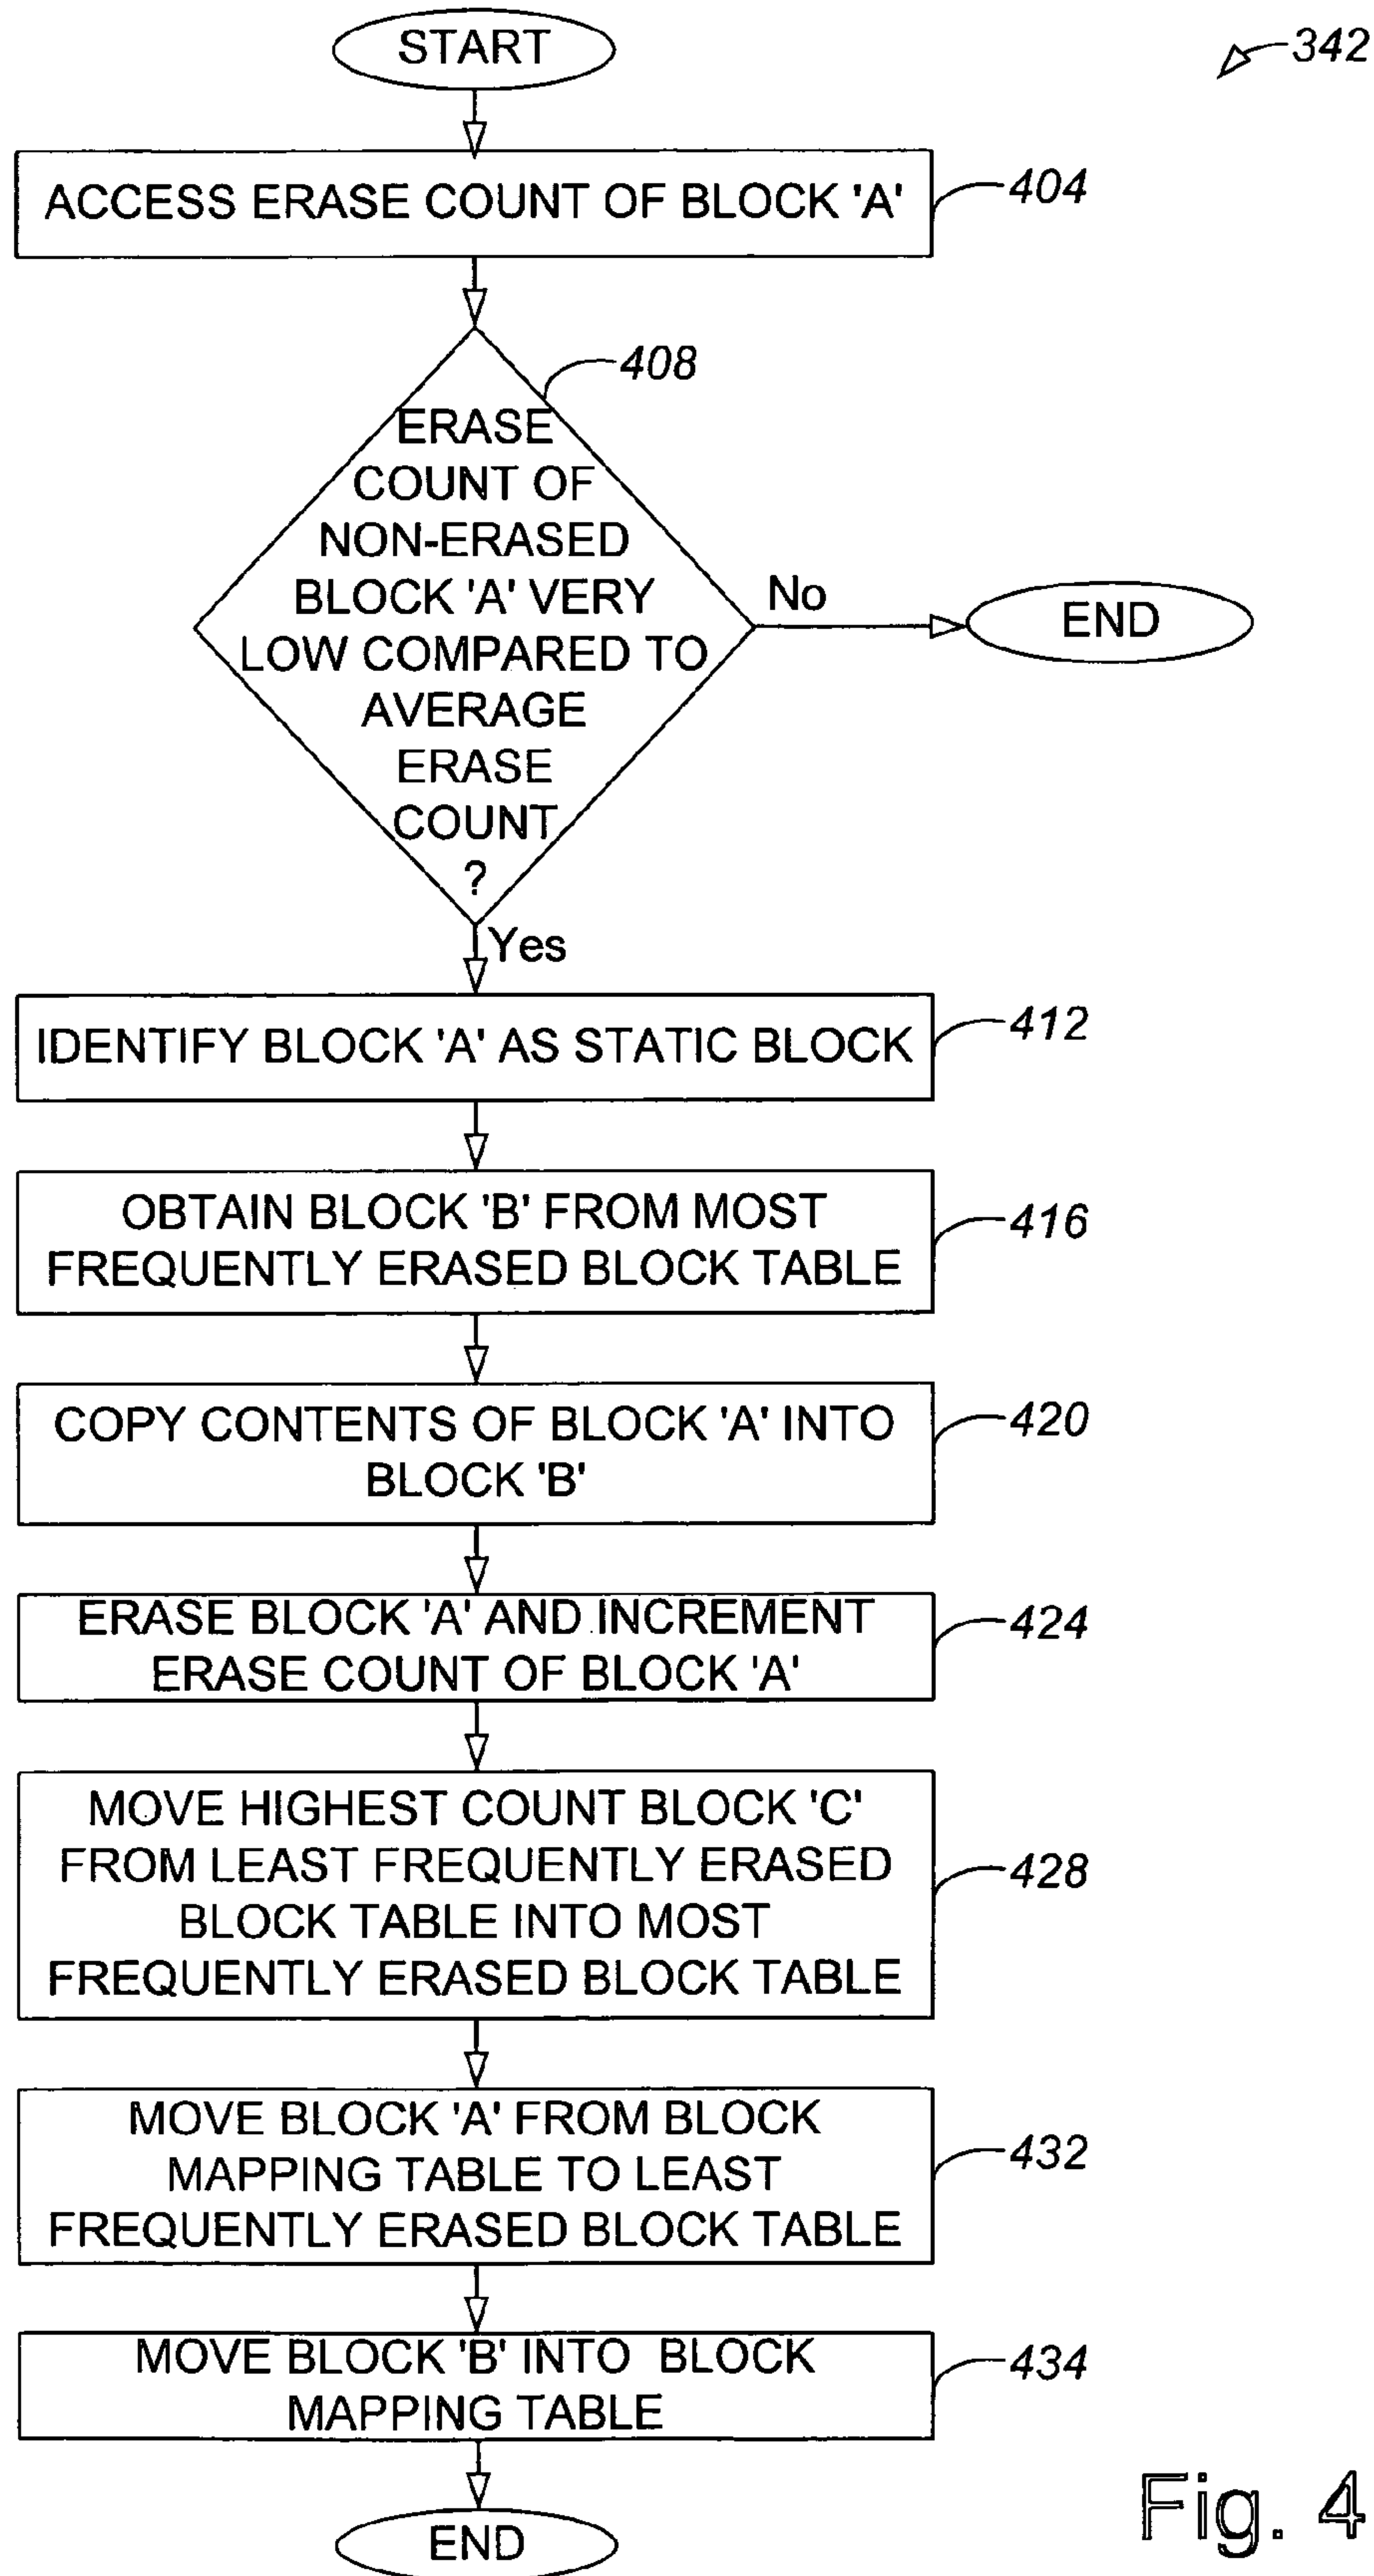 START
342
ACCESS ERASE COUNT OF BLOCK 'A'
404
408
ERASE
COUNT OF
NON-ERASED
BLOCK 'A' VERY
LOW COMPARED TO
AVERAGE
ERASE
COUNT
?
No
END
Yes
IDENTIFY BLOCK 'A' AS STATIC BLOCK
412
OBTAIN BLOCK 'B' FROM MOST
FREQUENTLY ERASED BLOCK TABLE
416
COPY CONTENTS OF BLOCK 'A' INTO
BLOCK 'B'
420
ERASE BLOCK 'A' AND INCREMENT
ERASE COUNT OF BLOCK 'A'
424
MOVE HIGHEST COUNT BLOCK 'C'
FROM LEAST FREQUENTLY ERASED
BLOCK TABLE INTO MOST
FREQUENTLY ERASED BLOCK TABLE
428
MOVE BLOCK 'A' FROM BLOCK
MAPPING TABLE TO LEAST
FREQUENTLY ERASED BLOCK TABLE
432
MOVE BLOCK 'B' INTO BLOCK
MAPPING TABLE
434
END
Fig. 4